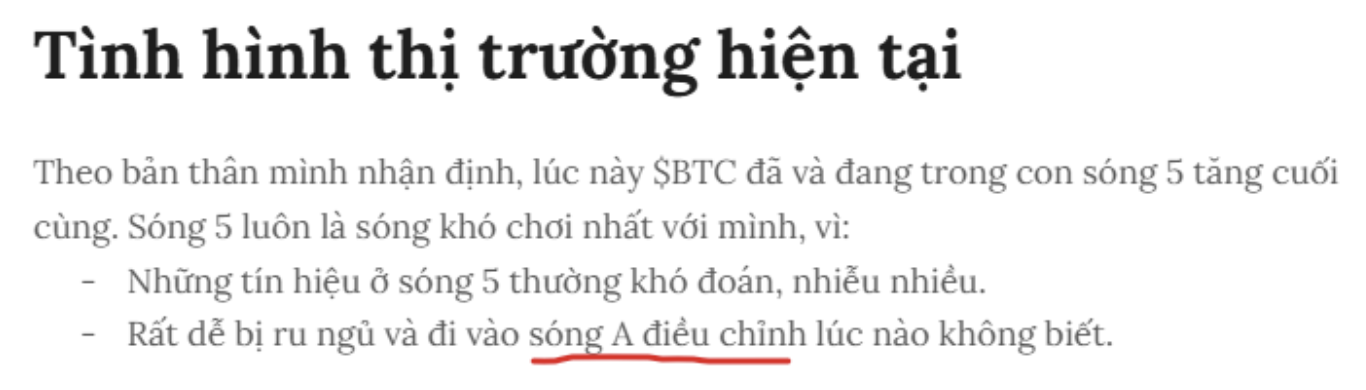 Tình hình thị trường hiện tại
Theo bản thân mình nhận định, lúc này $BTC đã và đang trong con sóng 5 tăng cuối
cùng. Sóng 5 luôn là sóng khó chơi nhất với mình, vì:
- Những tín hiệu ở sóng 5 thường khó đoán, nhiễu nhiều.
- Rất dễ bị ru ngủ và đi vào sóng A điều chỉnh lúc nào không biết.